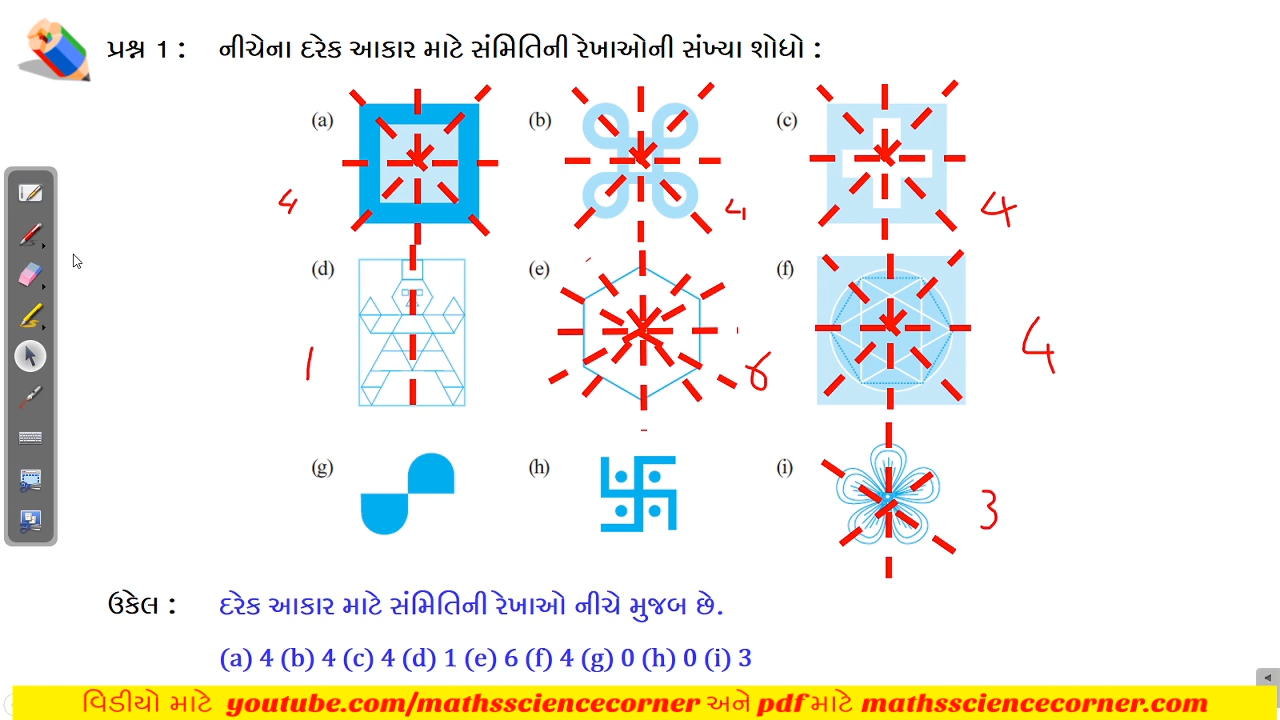 પ્રશ્ન 1 : નીચેના દરેક આકાર માટે સંમિતિની રેખાઓની સંખ્યા શોધો :
(a) (b) (c)
4 4 4
(d) (e) (f)
1 6 4
(g) (h) (i)
3
ઉકેલ : દરેક આકાર માટે સંમિતિની રેખાઓ નીચે મુજબ છે.
(a) 4 (b) 4 (c) 4 (d) 1 (e) 6 (f) 4 (g) 0 (h) 0 (i) 3
વિડીયો માટે youtube.com/mathssciencecorner અને pdf માટે mathssciencecorner.com